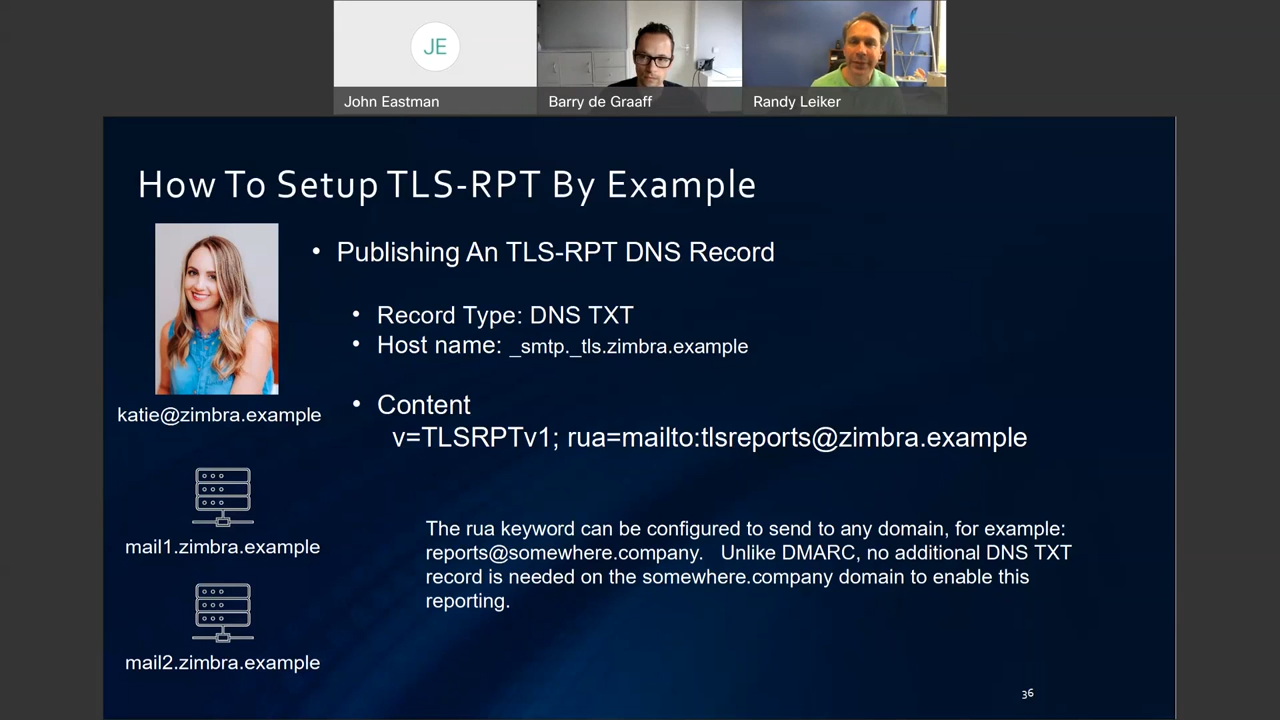 JE
John Eastman
Barry de Graaff
Randy Leiker
How To Setup TLS-RPT By Example
• Publishing An TLS-RPT DNS Record
• Record Type: DNS TXT
• Host name: _smtp._tls.zimbra.example
katie@zimbra.example
• Content
v=TLSRPTv1; rua=mailto:tlsreports@zimbra.example
The rua keyword can be configured to send to any domain, for example:
reports@somewhere.company. Unlike DMARC, no additional DNS TXT
record is needed on the somewhere.company domain to enable this
reporting.
mail1.zimbra.example
mail2.zimbra.example
36